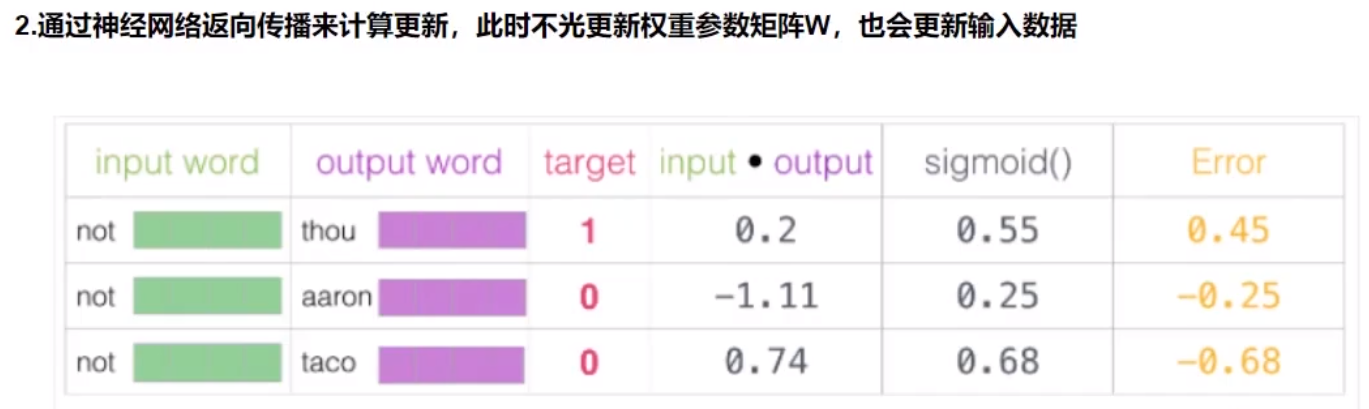 2.通过神经网络返向传播来计算更新，此时不光更新权重参数矩阵W，也会更新输入数据
input word output word target input • output sigmoid() Error
not thou 1 0.2 0.55 0.45
not aaron 0 -1.11 0.25 -0.25
not taco 0 0.74 0.68 -0.68